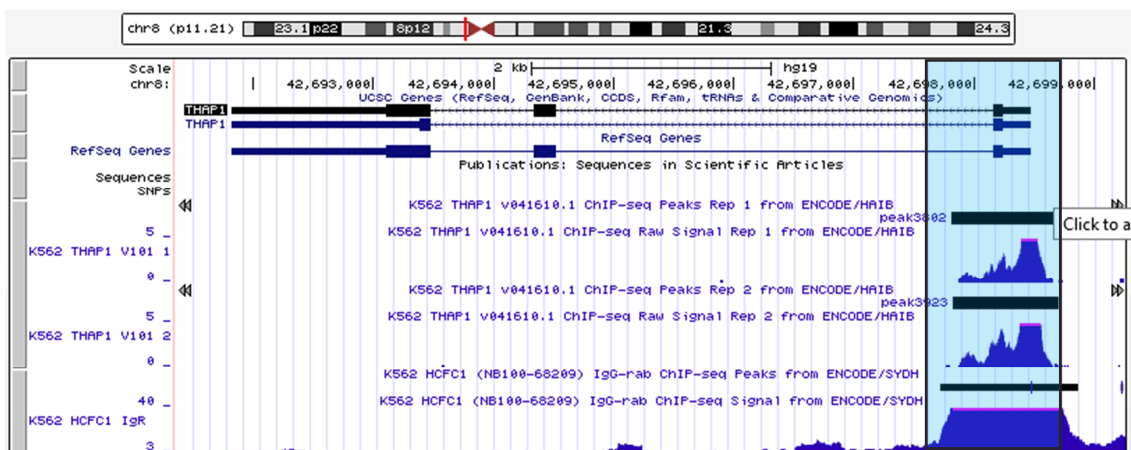 chr8 (p11.21) 23.1 p22 8p12 21.3 24.3
Scale 2 kb hg19
chr8: 42,693,000 42,694,000 42,695,000 42,696,000 42,697,000 42,698,000 42,699,000
UCSC Genes (RefSeq, GenBank, CCDS, Rfam, tRNAs & Comparative Genomics)
THAP1
THAP1
RefSeq Genes
RefSeq Genes
Publications: Sequences in Scientific Articles
Sequences
SNPs
K562 THAP1 v041610.1 ChIP-seq Peaks Rep 1 from ENCODE/HAIB
peak3802
Click to a
K562 THAP1 v041610.1 ChIP-seq Raw Signal Rep 1 from ENCODE/HAIB
5 _
K562 THAP1 V101 1
0 _
K562 THAP1 v041610.1 ChIP-seq Peaks Rep 2 from ENCODE/HAIB
peak3923
K562 THAP1 v041610.1 ChIP-seq Raw Signal Rep 2 from ENCODE/HAIB
5 _
K562 THAP1 V101 2
0 _
K562 HCFC1 (NB100-68209) IgG-rab ChIP-seq Peaks from ENCODE/SYDH
K562 HCFC1 (NB100-68209) IgG-rab ChIP-seq Signal from ENCODE/SYDH
40 _
K562 HCFC1 IgR
3 _